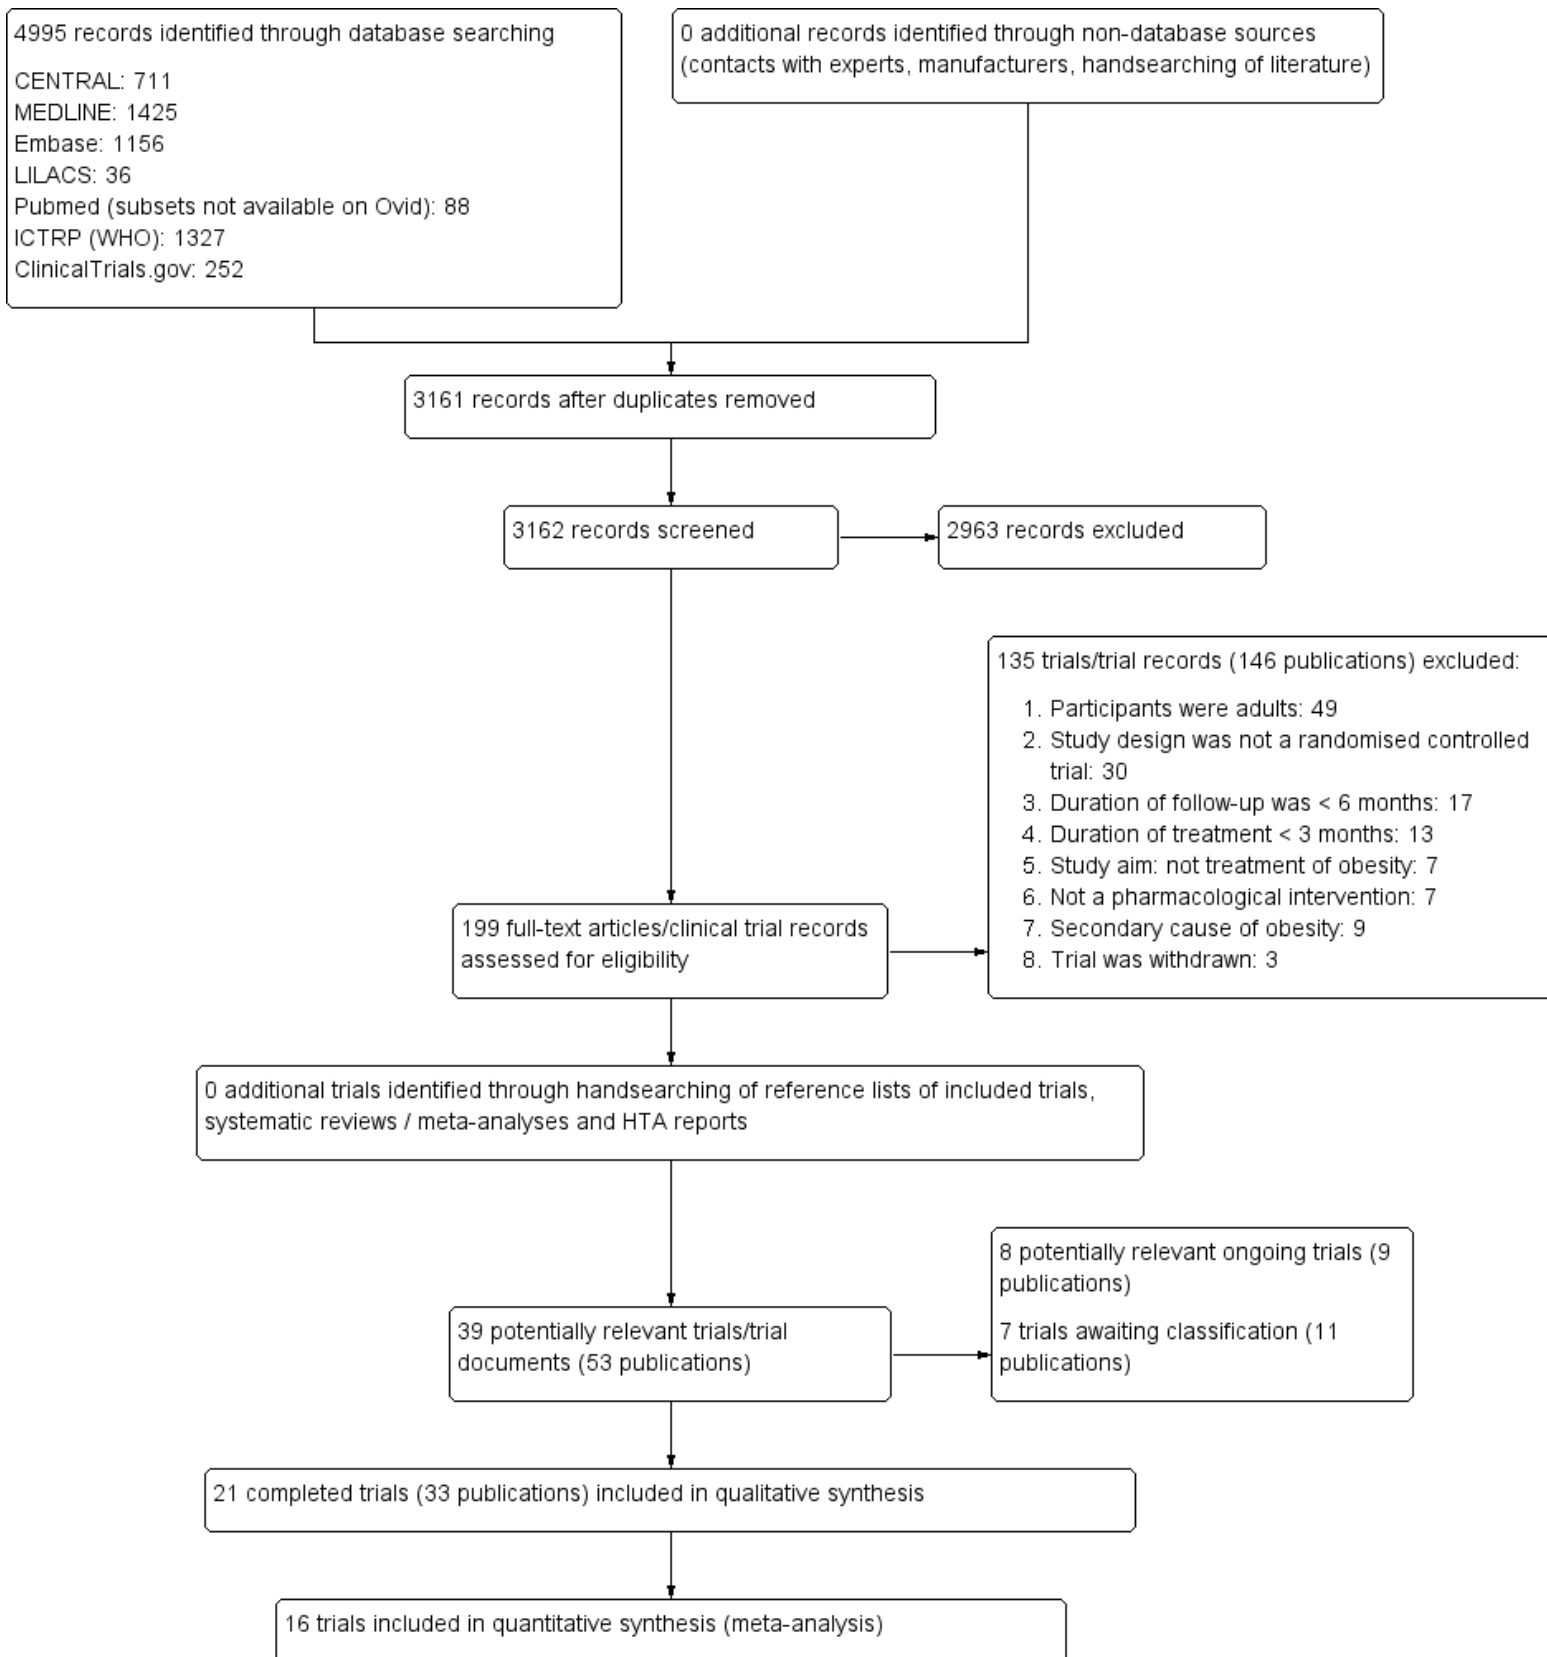 4995 records identified through database searching
CENTRAL: 711
MEDLINE: 1425
Embase: 1156
LILACS: 36
Pubmed (subsets not available on Ovid): 88
ICTRP (WHO): 1327
ClinicalTrials.gov: 252
0 additional records identified through non-database sources
(contacts with experts, manufacturers, handsearching of literature)
3161 records after duplicates removed
3162 records screened
2963 records excluded
135 trials/trial records (146 publications) excluded:
1. Participants were adults: 49
2. Study design was not a randomised controlled
trial: 30
3. Duration of follow-up was < 6 months: 17
4. Duration of treatment < 3 months: 13
5. Study aim: not treatment of obesity: 7
6. Not a pharmacological intervention: 7
7. Secondary cause of obesity: 9
8. Trial was withdrawn: 3
199 full-text articles/clinical trial records
assessed for eligibility
0 additional trials identified through handsearching of reference lists of included trials,
systematic reviews / meta-analyses and HTA reports
8 potentially relevant ongoing trials (9
publications)
7 trials awaiting classification (11
publications)
39 potentially relevant trials/trial
documents (53 publications)
21 completed trials (33 publications) included in qualitative synthesis
16 trials included in quantitative synthesis (meta-analysis)